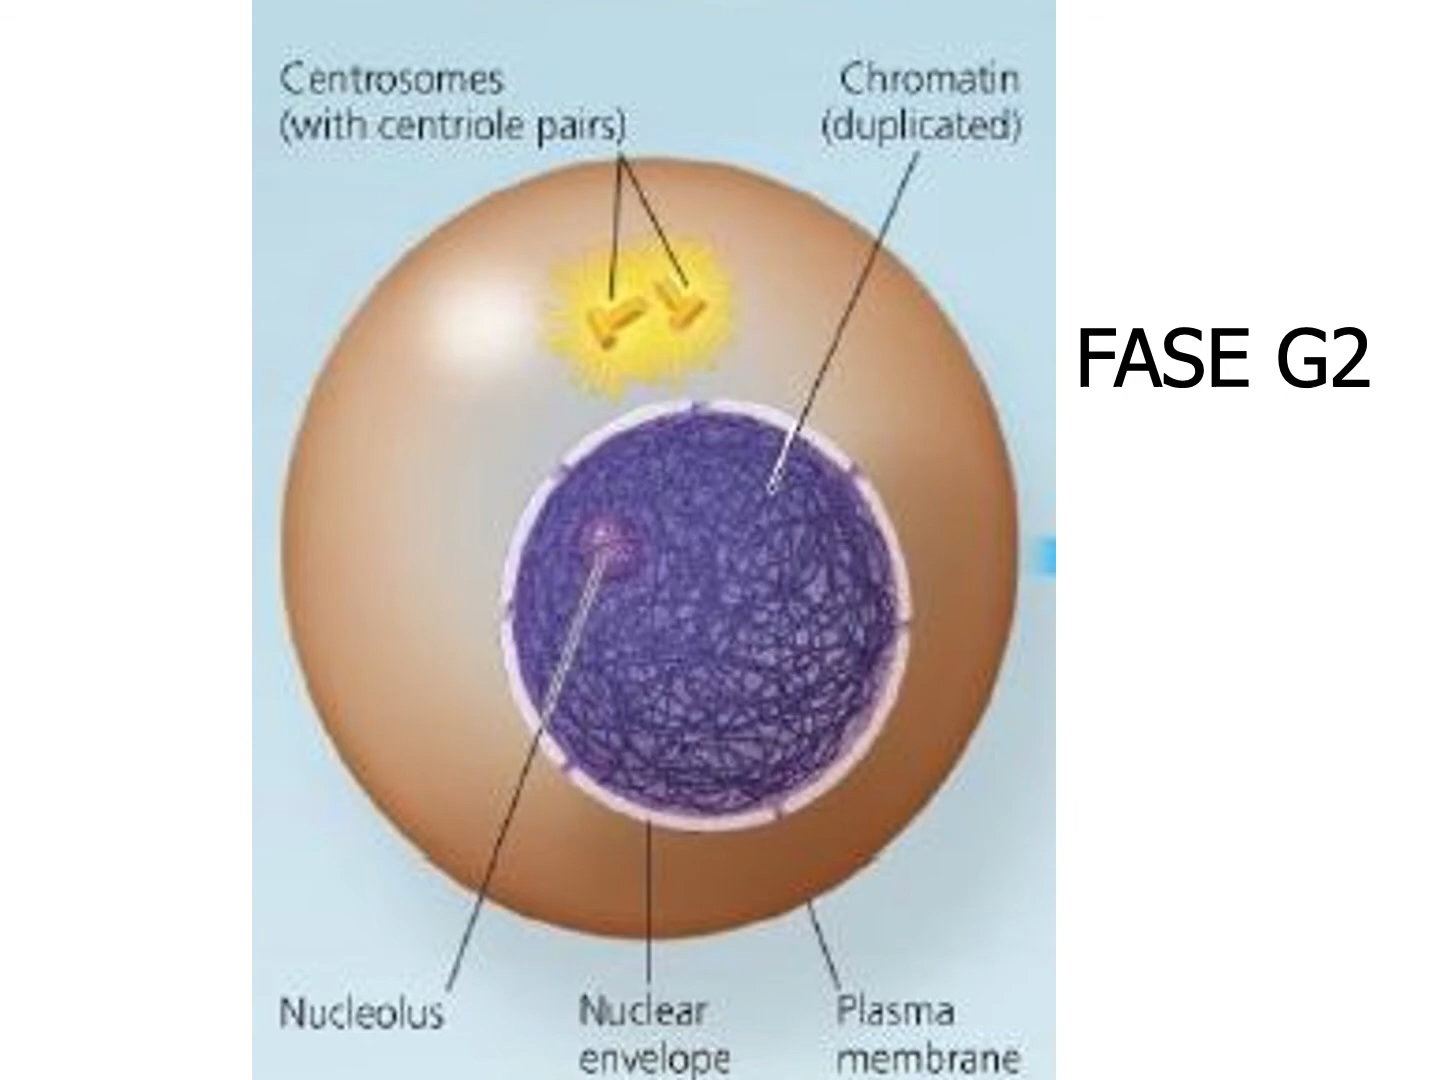 Centrosomes
(with centriole pairs)
Chromatin
(duplicated)
FASE G2
Nucleolus
Nuclear
envelope
Plasma
membrane